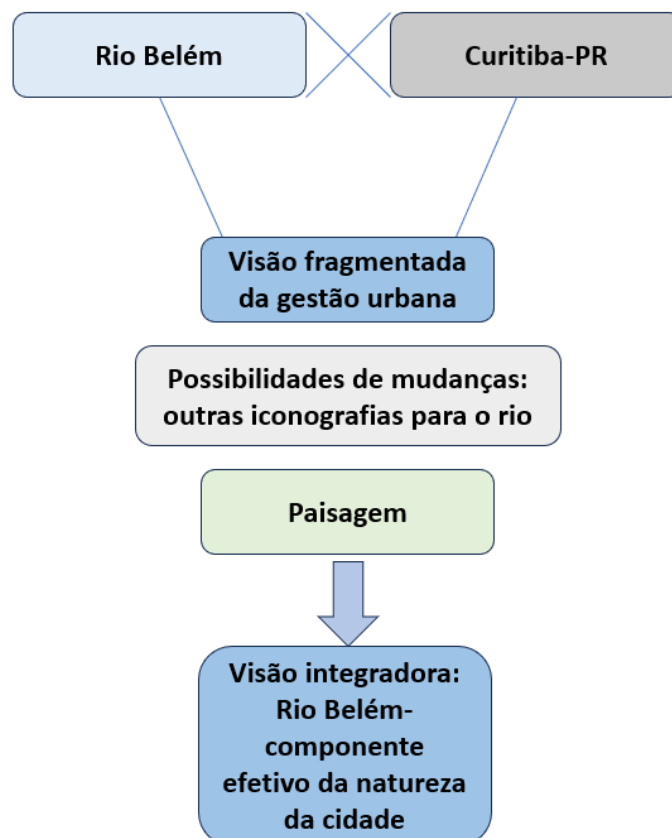 Rio Belém
Curitiba-PR
Visão fragmentada
da gestão urbana
Possibilidades de mudanças:
outras iconografias para o rio
Paisagem
Visão integradora:
Rio Belém-
componente
efetivo da natureza
da cidade